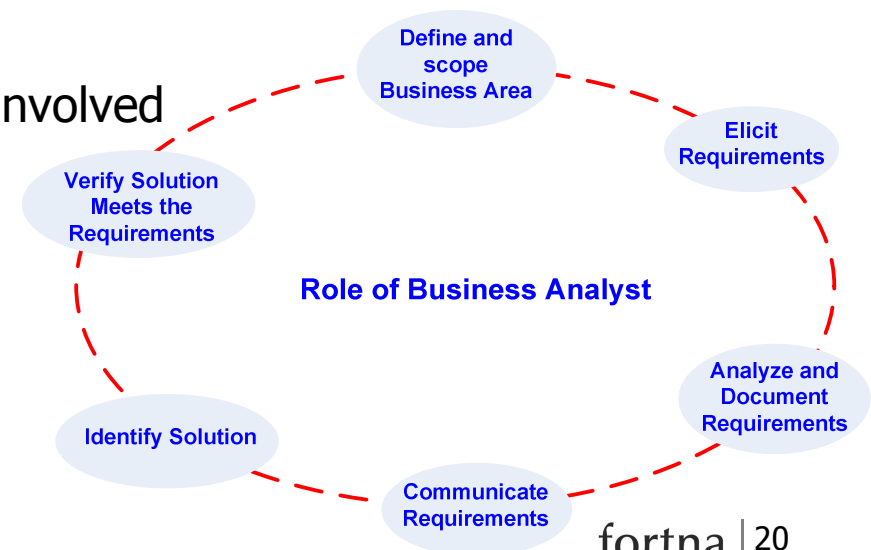 nvolved
Define and
scope
Business Area
Elicit
Requirements
Verify Solution
Meets the
Requirements
Role of Business Analyst
Analyze and
Document
Requirements
Identify Solution
Communicate
Requirements
fortna | 20